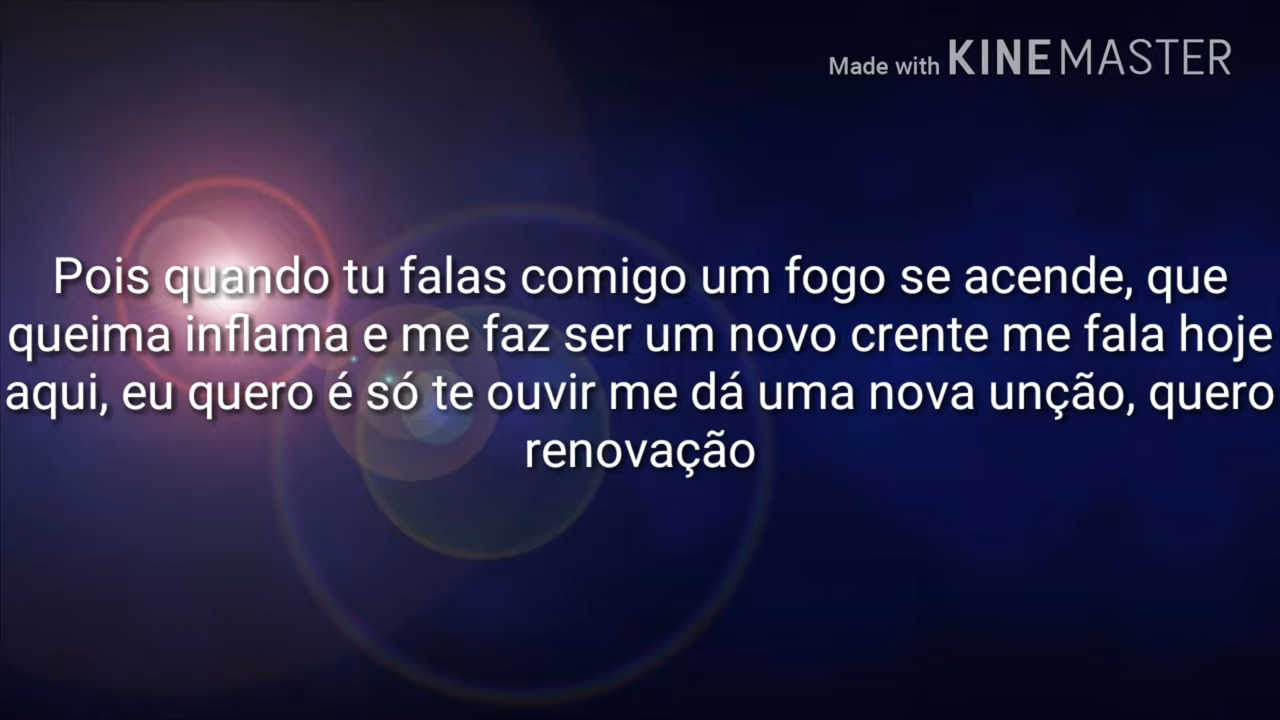 Made with KINEMASTER
Pois quando tu falas comigo um fogo se acende, que
queima inflama e me faz ser um novo crente me fala hoje
aqui, eu quero é só te ouvir me dá uma nova unção, quero
renovação